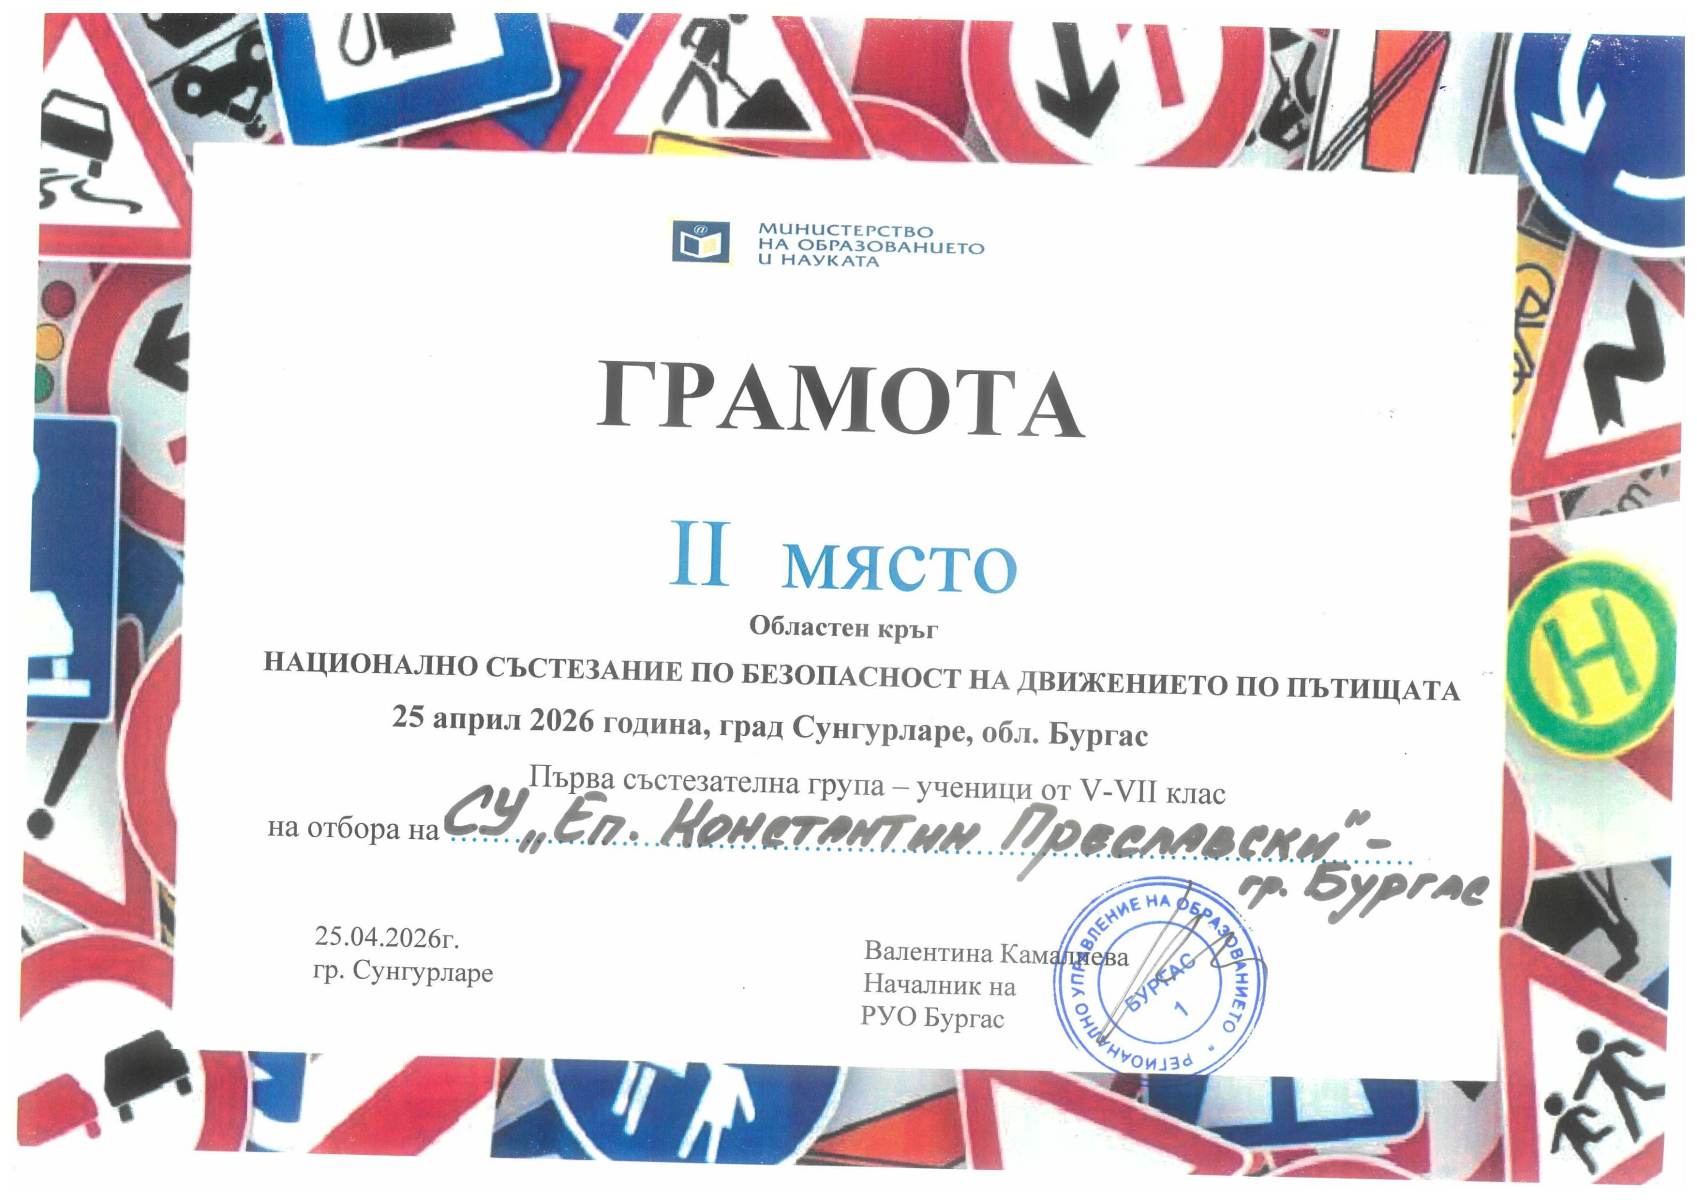 МИНИСТЕРСТВО
НА ОБРАЗОВАНИЕТО
И НАУКАТА
ГРАМОТА
II място
Областен кръг
НАЦИОНАЛНО СЪСТЕЗАНИЕ ПО БЕЗОПАСНОСТ НА ДВИЖЕНИЕТО ПО ПЪТИЩАТА
25 април 2026 година, град Сунгурларе, обл. Бургас
Първа състезателна група – ученици от V-VII клас
на отбора на СУ „Еп. Константин Преславски“ -
гр. Бургас
25.04.2026г.
гр. Сунгурларе
Валентина Камалиева
Началник на
РУО Бургас
РЕГИОНАЛНО УПРАВЛЕНИЕ НА ОБРАЗОВАНИЕТО
БУРГАС
1
H